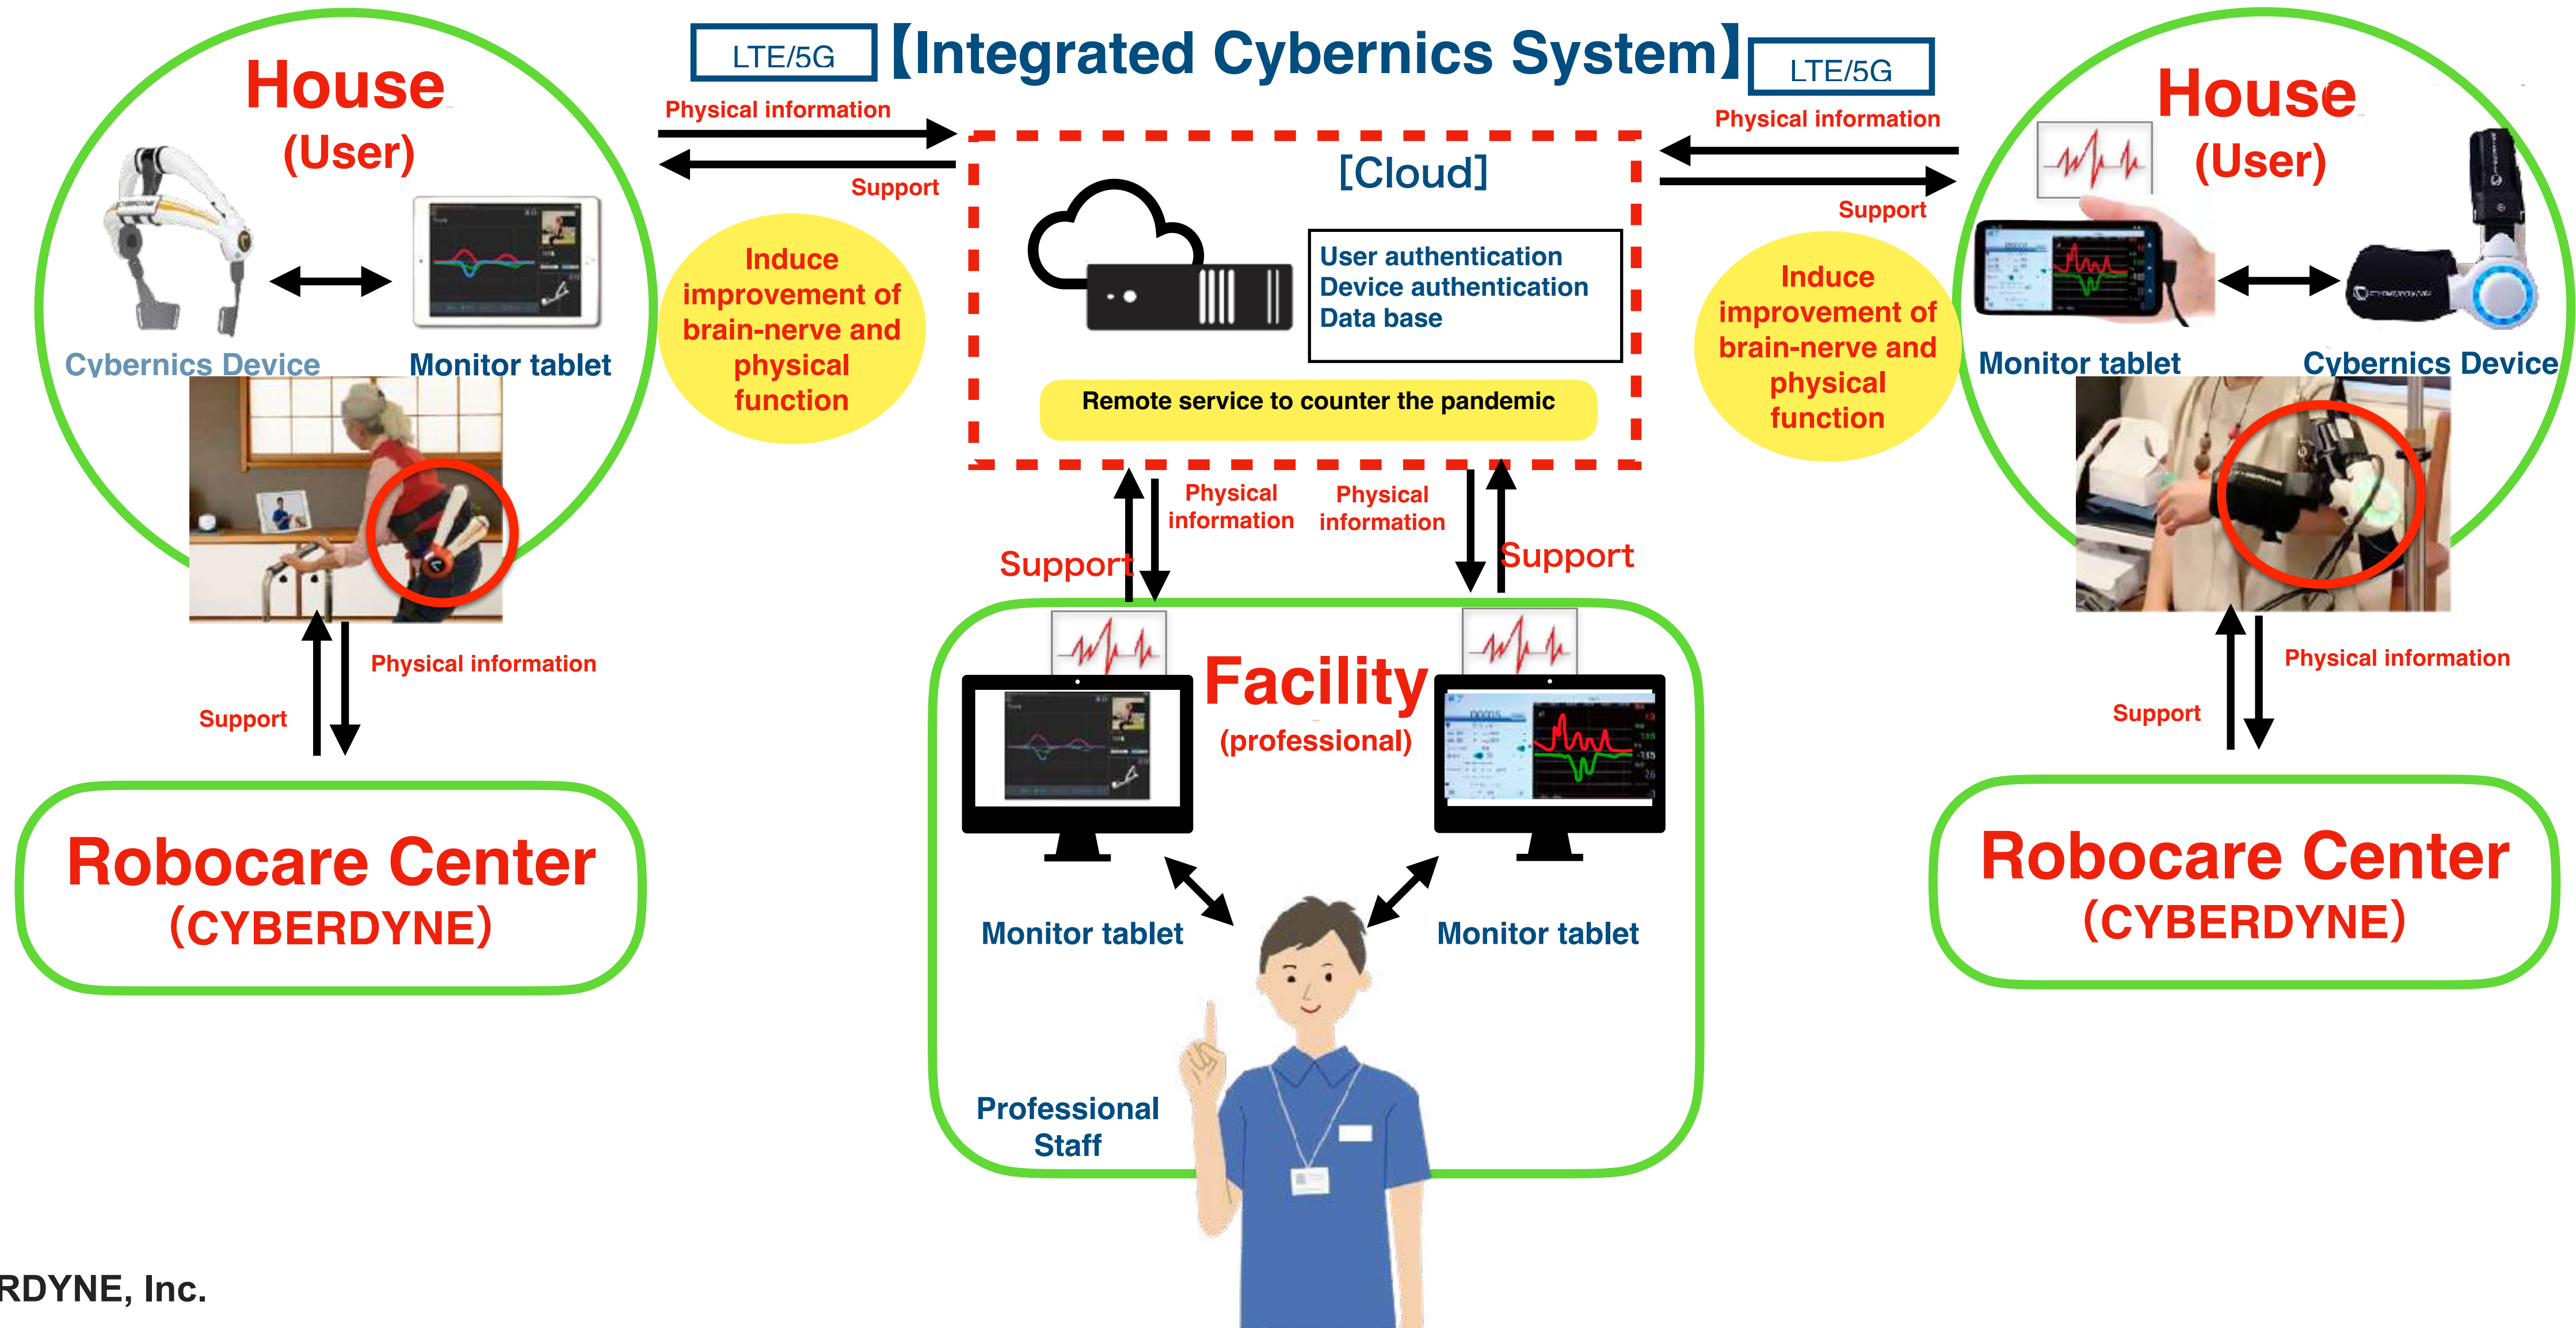 LTE/5G
【Integrated Cybernics System】
LTE/5G
House
(User)
Cybernics Device
Monitor tablet
Physical information
Support
Induce
improvement of
brain-nerve and
physical
function
[Cloud]
User authentication
Device authentication
Data base
Remote service to counter the pandemic
Physical information
Support
Induce
improvement of
brain-nerve and
physical
function
House
(User)
Monitor tablet
Cybernics Device
CYBERDYNE
Physical information
Support
Robocare Center
(CYBERDYNE)
Physical
information
Physical
information
Support
Support
Facility
(professional)
Monitor tablet
Monitor tablet
Professional
Staff
Physical information
Support
Robocare Center
(CYBERDYNE)
RDYNE, Inc.